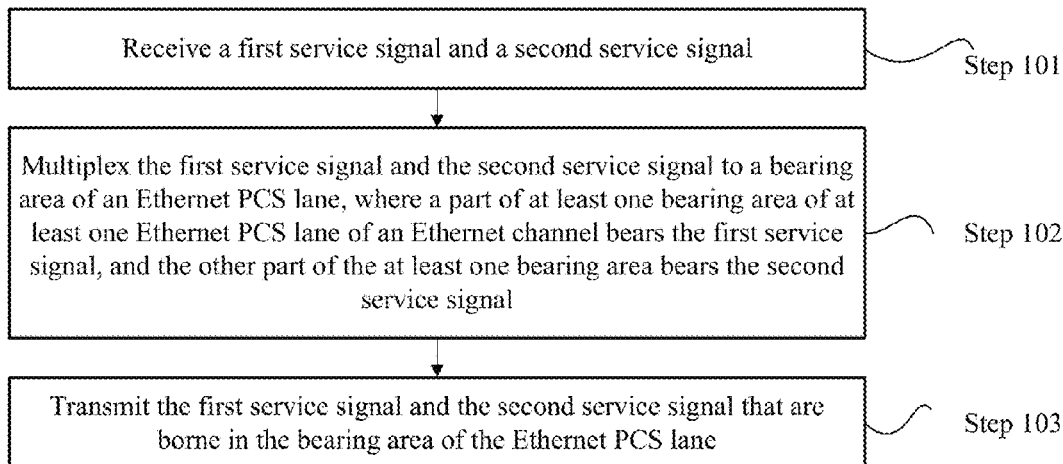 Receive a first service signal and a second service signal
Step 101
Multiplex the first service signal and the second service signal to a bearing
area of an Ethernet PCS lane, where a part of at least one bearing area of at
least one Ethernet PCS lane of an Ethernet channel bears the first service
signal, and the other part of the at least one bearing area bears the second
service signal
Step 102
Transmit the first service signal and the second service signal that are
borne in the bearing area of the Ethernet PCS lane
Step 103